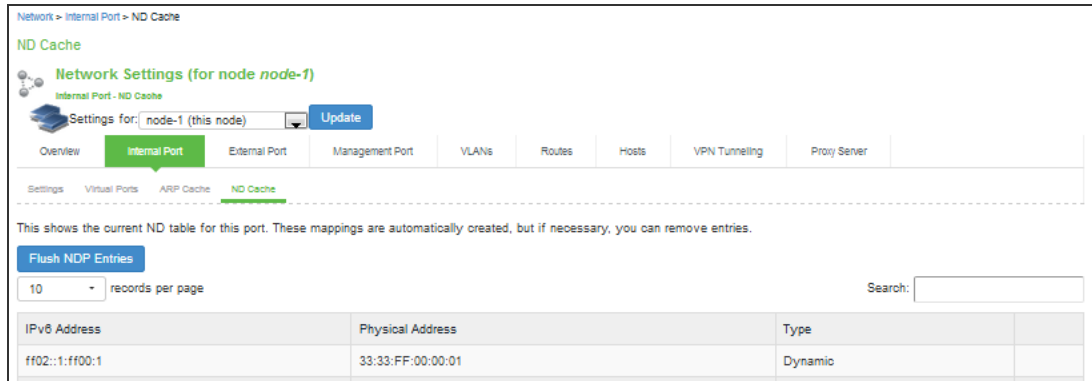 Network > Internal Port > ND Cache
ND Cache
Network Settings (for node node-1)
Internal Port - ND Cache
Settings for: node-1 (this node) Update
Overview Internal Port External Port Management Port VLANs Routes Hosts VPN Tunneling Proxy Server
Settings Virtual Ports ARP Cache ND Cache
This shows the current ND table for this port. These mappings are automatically created, but if necessary, you can remove entries.
Flush NDP Entries
10 records per page Search:
IPv6 Address Physical Address Type
ff02::1:ff00:1 33:33:FF:00:00:01 Dynamic